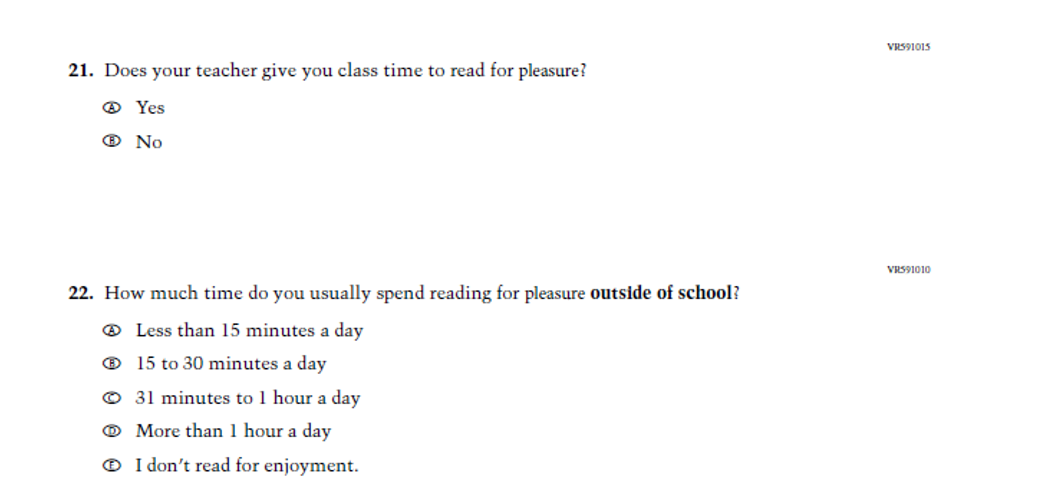 VR591015
21. Does your teacher give you class time to read for pleasure?
Ⓐ Yes
Ⓑ No
VR591010
22. How much time do you usually spend reading for pleasure outside of school?
Ⓐ Less than 15 minutes a day
Ⓑ 15 to 30 minutes a day
Ⓒ 31 minutes to 1 hour a day
Ⓓ More than 1 hour a day
Ⓔ I don't read for enjoyment.